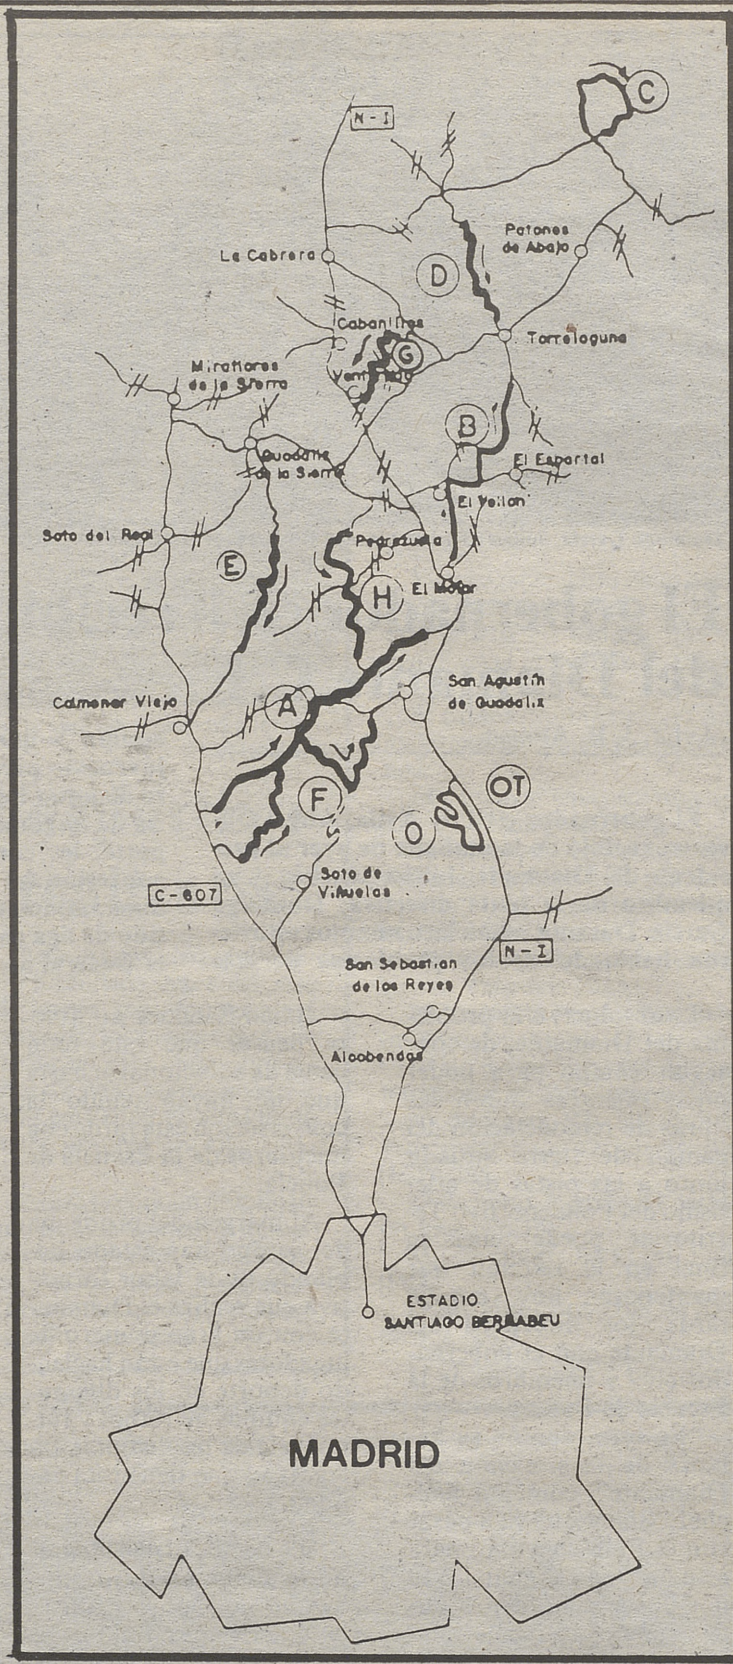 C
N-I
Patones
de Abajo
La Cabrera
D
Cabanillas
G
Torrelaguna
Miraflores
de la Sierra
B
Guadalix
de la Sierra
El Espartal
El Vellon
Soto del Real
Pedrezuela
E
H
El Molar
San Agustín
de Guadalix
Colmenar Viejo
A
F
OT
O
C-607
Soto de
Viñuelas
N-I
San Sebastian
de los Reyes
Alcobendas
ESTADIO
SANTIAGO BERNABEU
MADRID